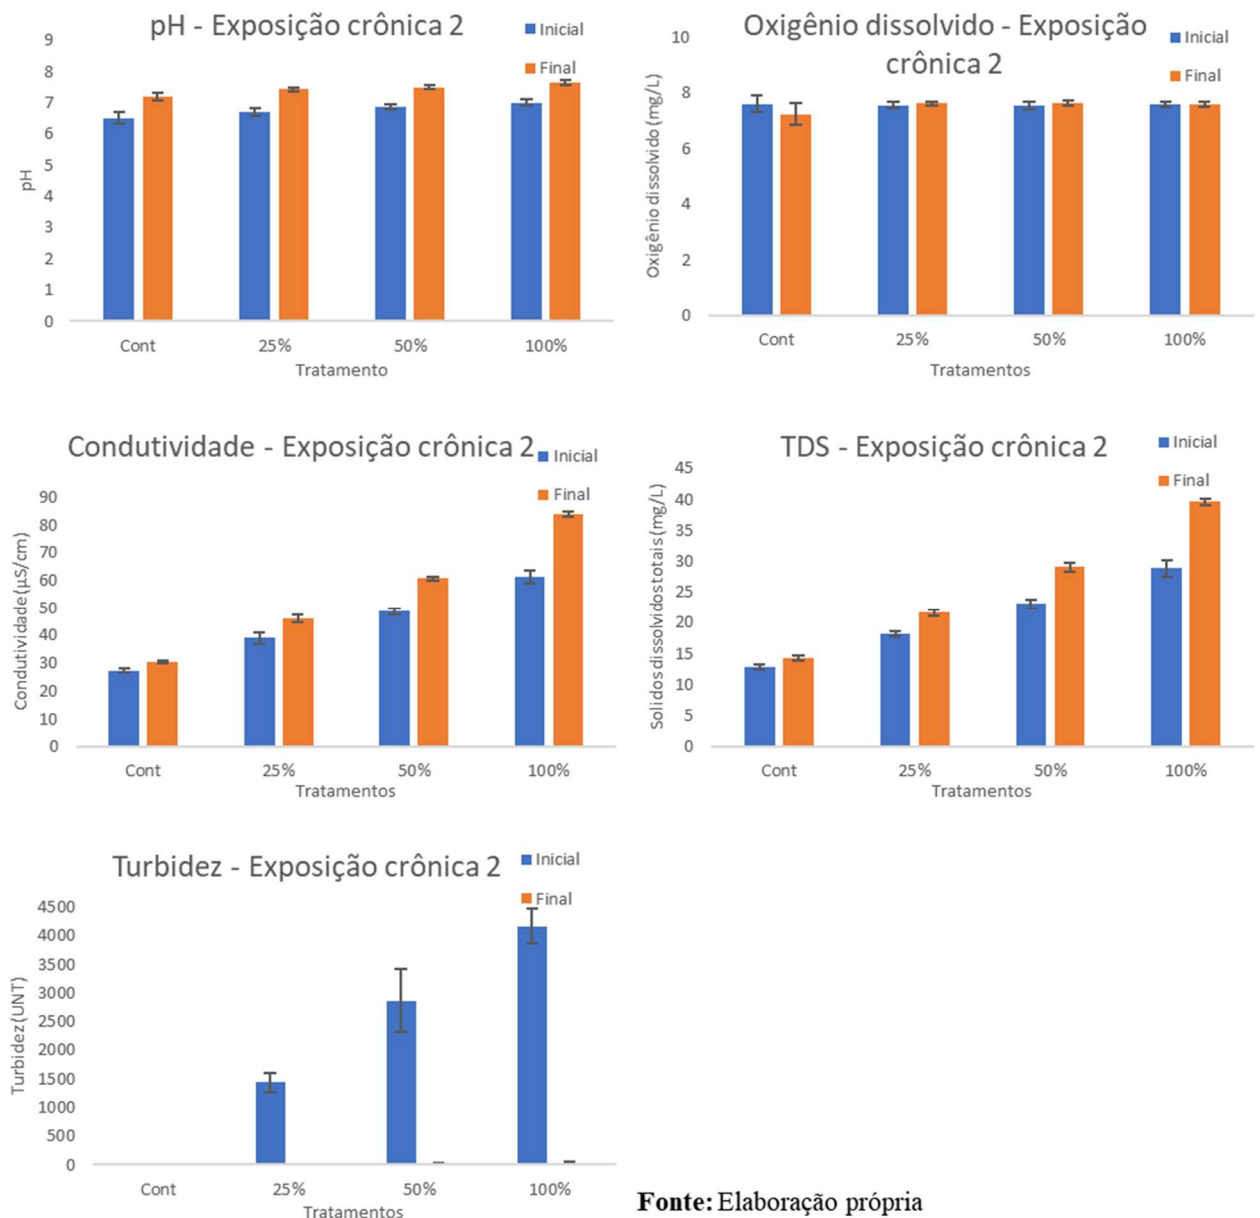 pH - Exposição crônica 2
Inicial
Final
9
8
7
6
5
4
3
2
1
0
pH
Cont 25% 50% 100%
Tratamento
Oxigênio dissolvido - Exposição
crônica 2
Inicial
Final
10
8
6
4
2
0
Oxigênio dissolvido (mg/L)
Cont 25% 50% 100%
Tratamentos
Condutividade - Exposição crônica 2
Inicial
Final
90
80
70
60
50
40
30
20
10
0
Condutividade (µS/cm)
Cont 25% 50% 100%
Tratamentos
TDS - Exposição crônica 2
Inicial
Final
45
40
35
30
25
20
15
10
5
0
Solidos dissolvidos totais (mg/L)
Cont 25% 50% 100%
Tratamentos
Turbidez - Exposição crônica 2
Inicial
Final
4500
4000
3500
3000
2500
2000
1500
1000
500
0
Turbidez (UNT)
Cont 25% 50% 100%
Tratamentos
Fonte: Elaboração própria